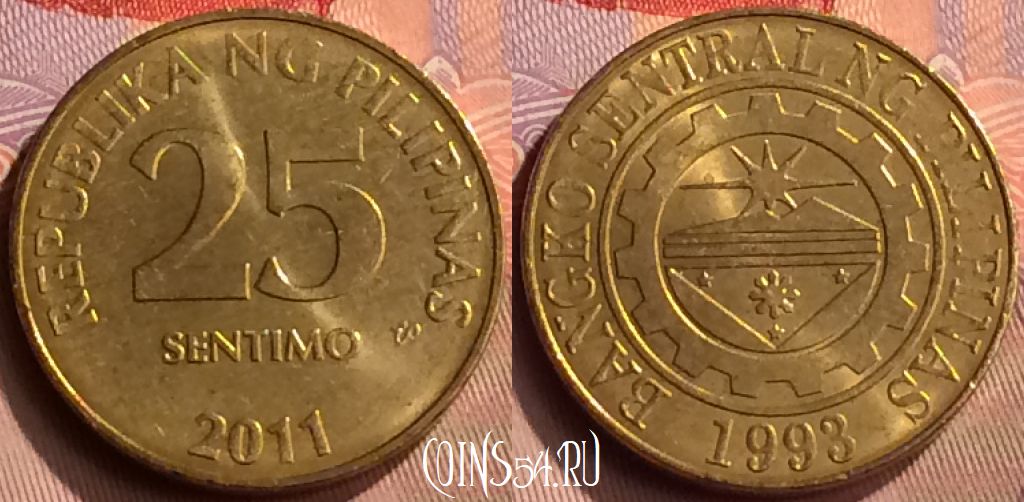 REPUBLIKA NG PILIPINAS
25
SENTIMO
2011
BANGKO SENTRAL NG PILIPINAS
1993
COINS54.RU